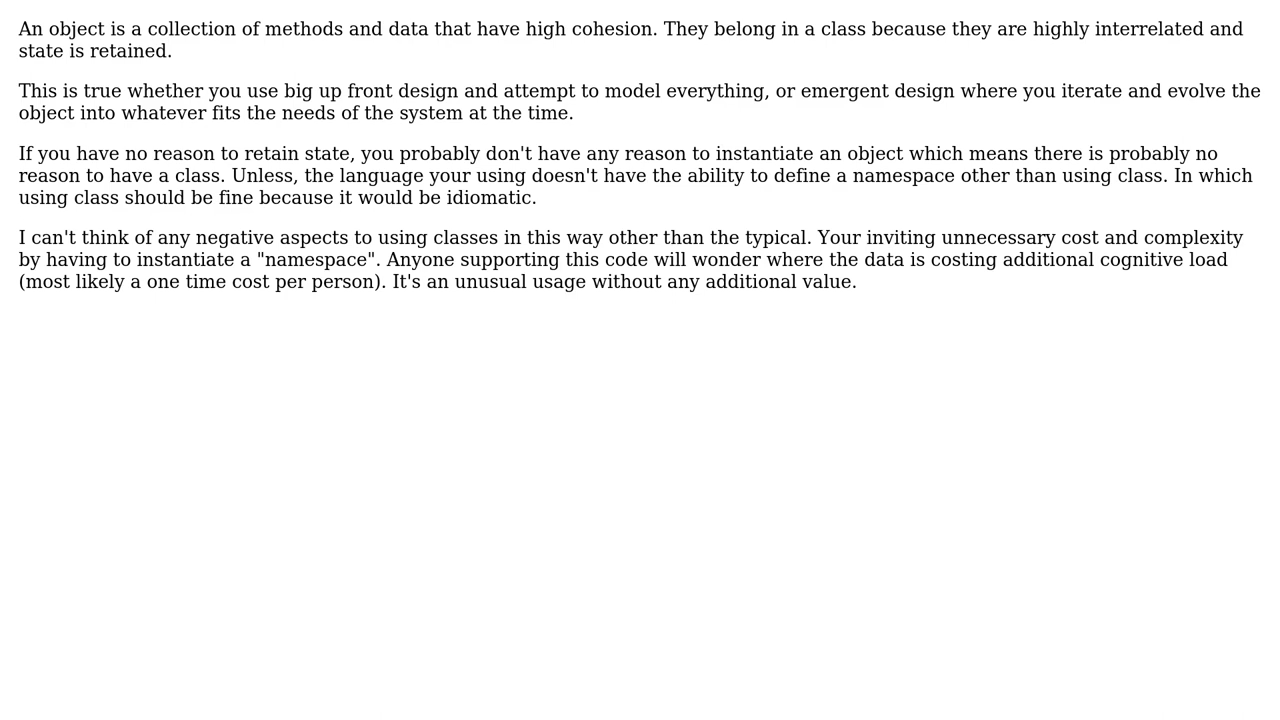 An object is a collection of methods and data that have high cohesion. They belong in a class because they are highly interrelated and
state is retained.
This is true whether you use big up front design and attempt to model everything, or emergent design where you iterate and evolve the
object into whatever fits the needs of the system at the time.
If you have no reason to retain state, you probably don't have any reason to instantiate an object which means there is probably no
reason to have a class. Unless, the language your using doesn't have the ability to define a namespace other than using class. In which
using class should be fine because it would be idiomatic.
I can't think of any negative aspects to using classes in this way other than the typical. Your inviting unnecessary cost and complexity
by having to instantiate a "namespace". Anyone supporting this code will wonder where the data is costing additional cognitive load
(most likely a one time cost per person). It's an unusual usage without any additional value.